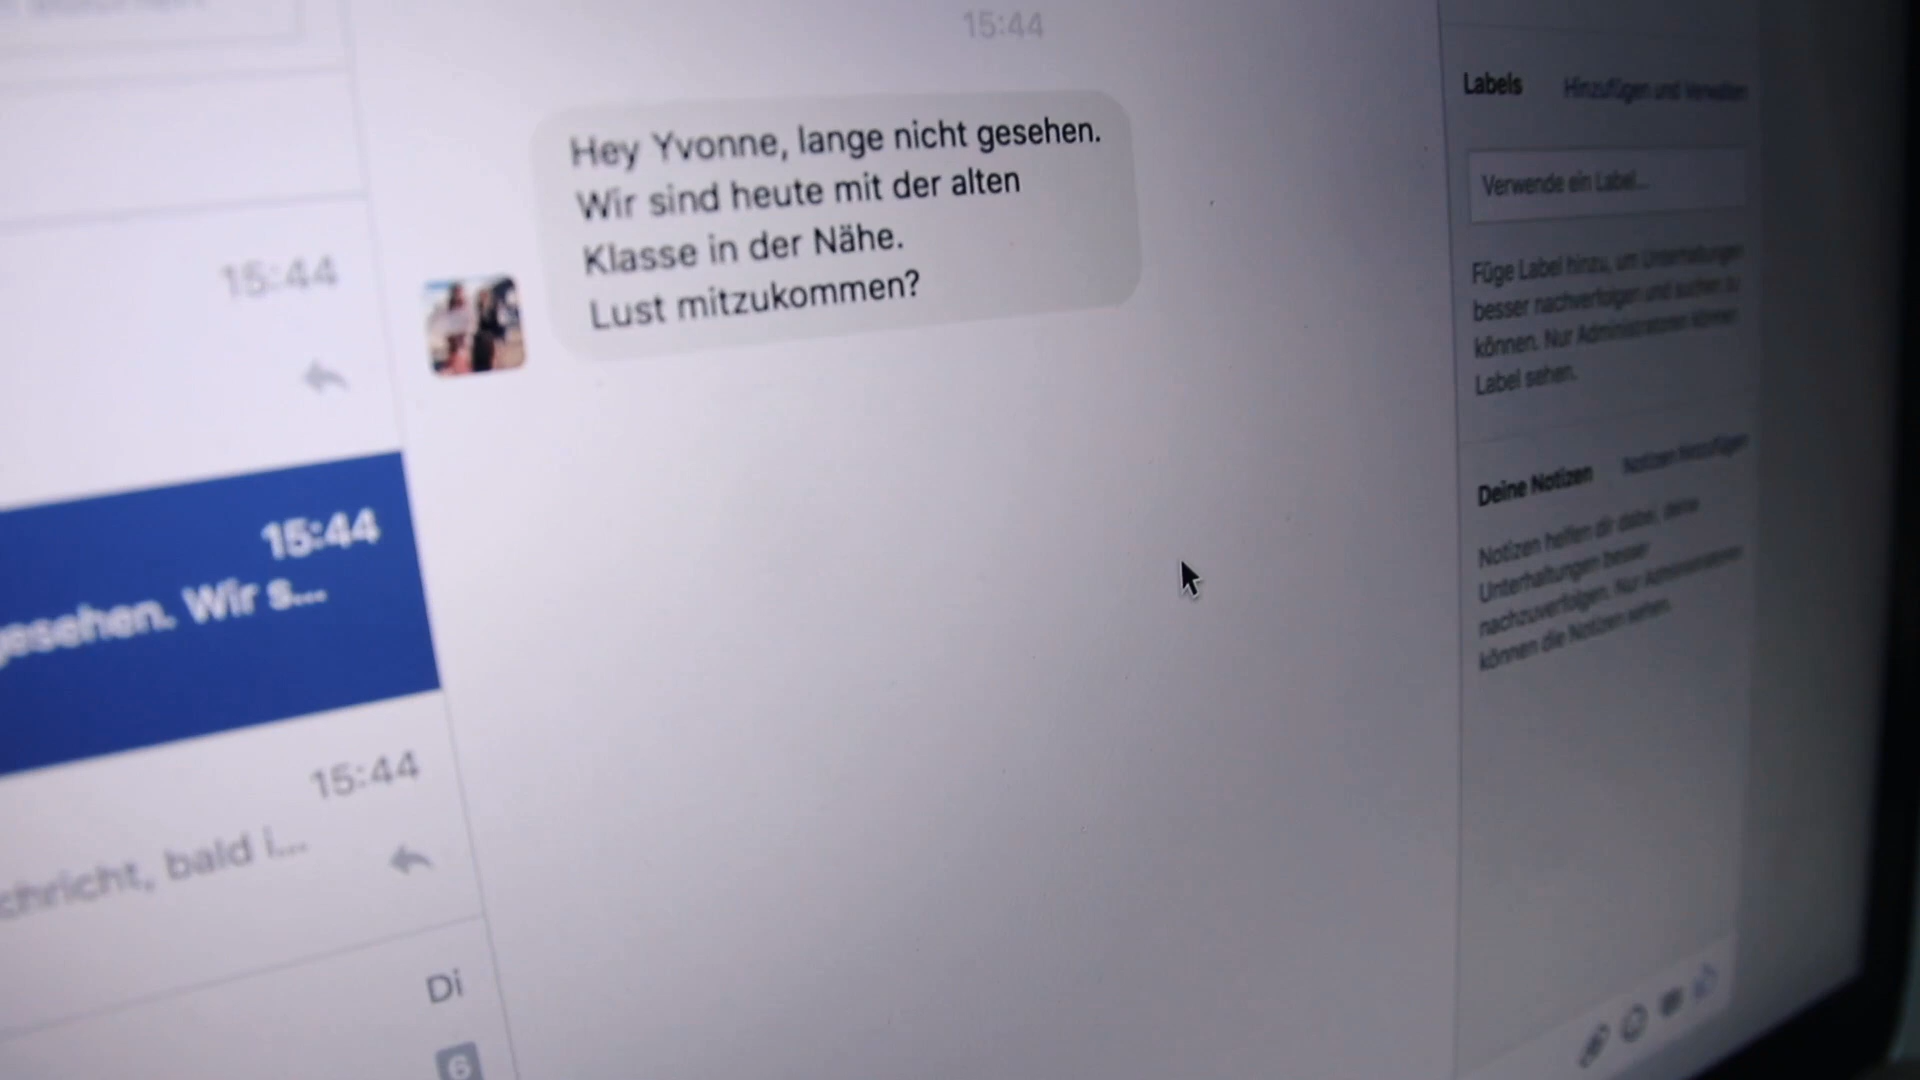 15:44
Hey Yvonne, lange nicht gesehen.
Wir sind heute mit der alten
Klasse in der Nähe.
Lust mitzukommen?
15:44
15:44
gesehen. Wir s...
15:44
chricht, bald i...
Di
6
Labels
Hinzufügen und Verwalten
Verwende ein Label...
Füge Label hinzu, um Unterhaltungen
besser nachverfolgen und suchen zu
können. Nur Administratoren können
Label sehen.
Deine Notizen
Notizen hinzufügen
Notizen helfen dir dabei, deine
Unterhaltungen besser
nachzuverfolgen. Nur Administratoren
können die Notizen sehen.